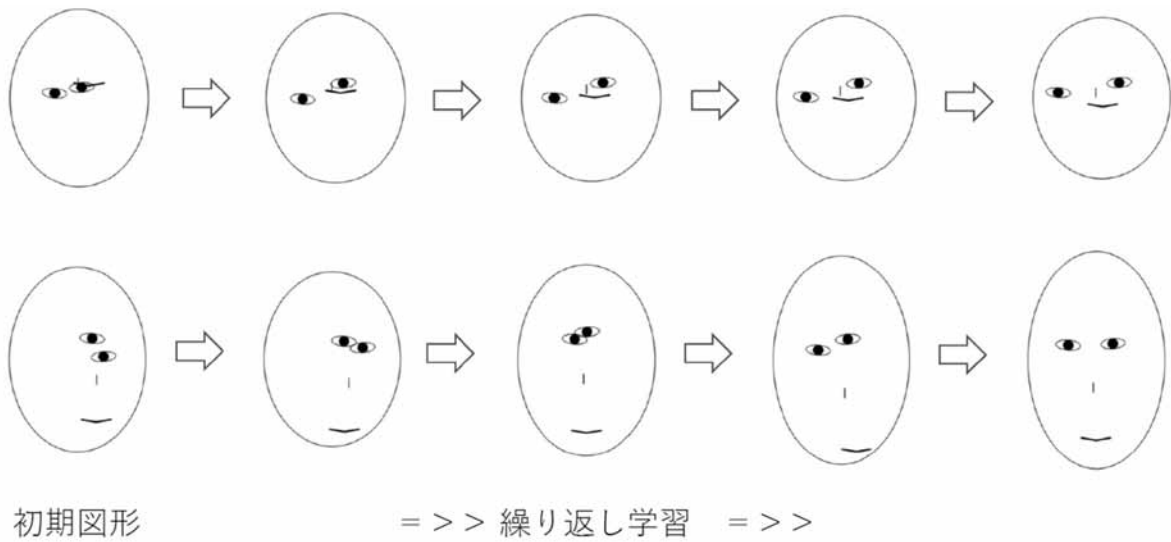 初期図形 = > > 繰り返し学習 = > >